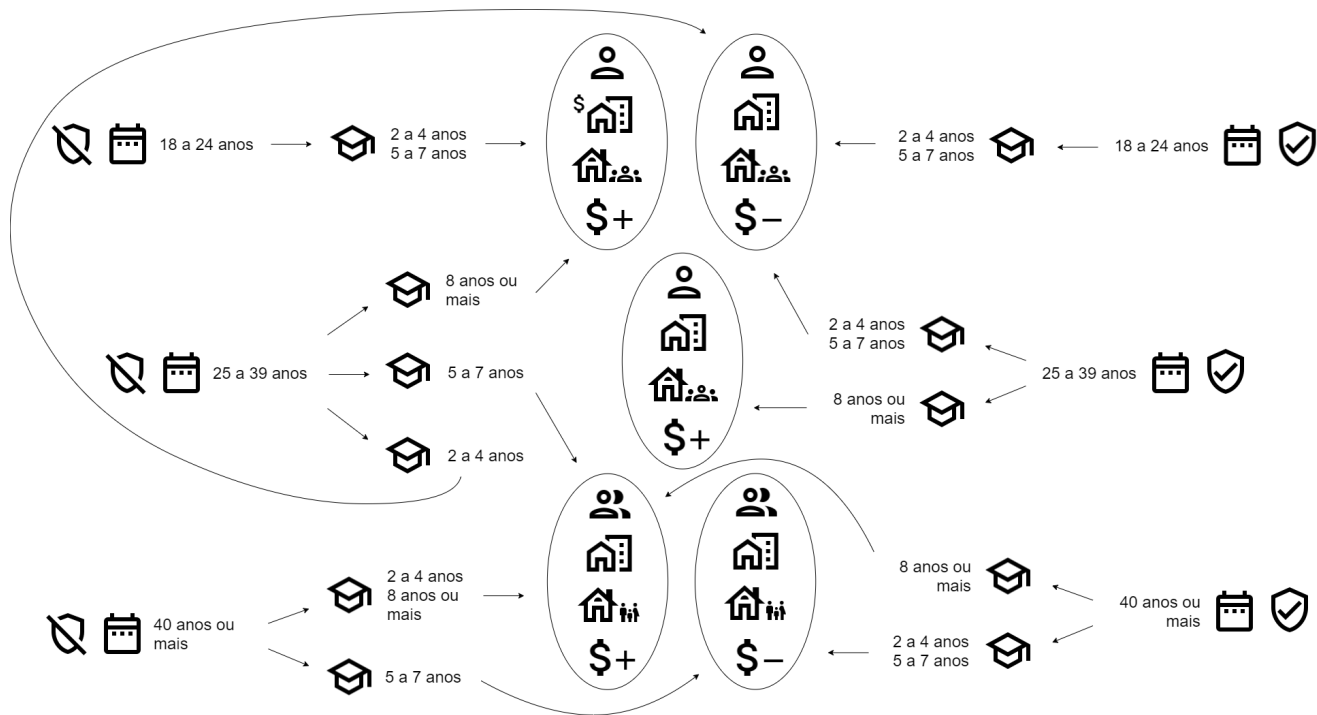 18 a 24 anos
2 a 4 anos
5 a 7 anos
$
$+
$−
2 a 4 anos
5 a 7 anos
18 a 24 anos
8 anos ou
mais
25 a 39 anos
5 a 7 anos
2 a 4 anos
$+
2 a 4 anos
5 a 7 anos
25 a 39 anos
8 anos ou
mais
40 anos ou
mais
2 a 4 anos
8 anos ou
mais
5 a 7 anos
$+
$−
8 anos ou
mais
2 a 4 anos
5 a 7 anos
40 anos ou
mais